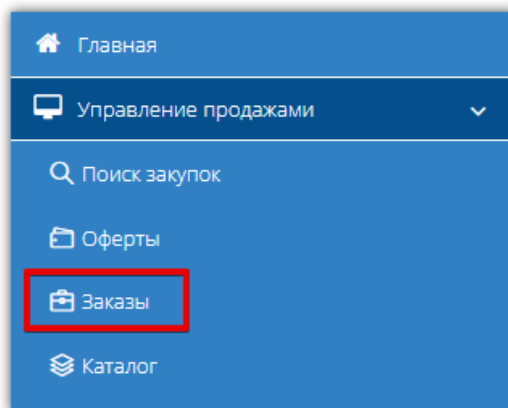 Главная
Управление продажами
Поиск закупок
Оферты
Заказы
Каталог